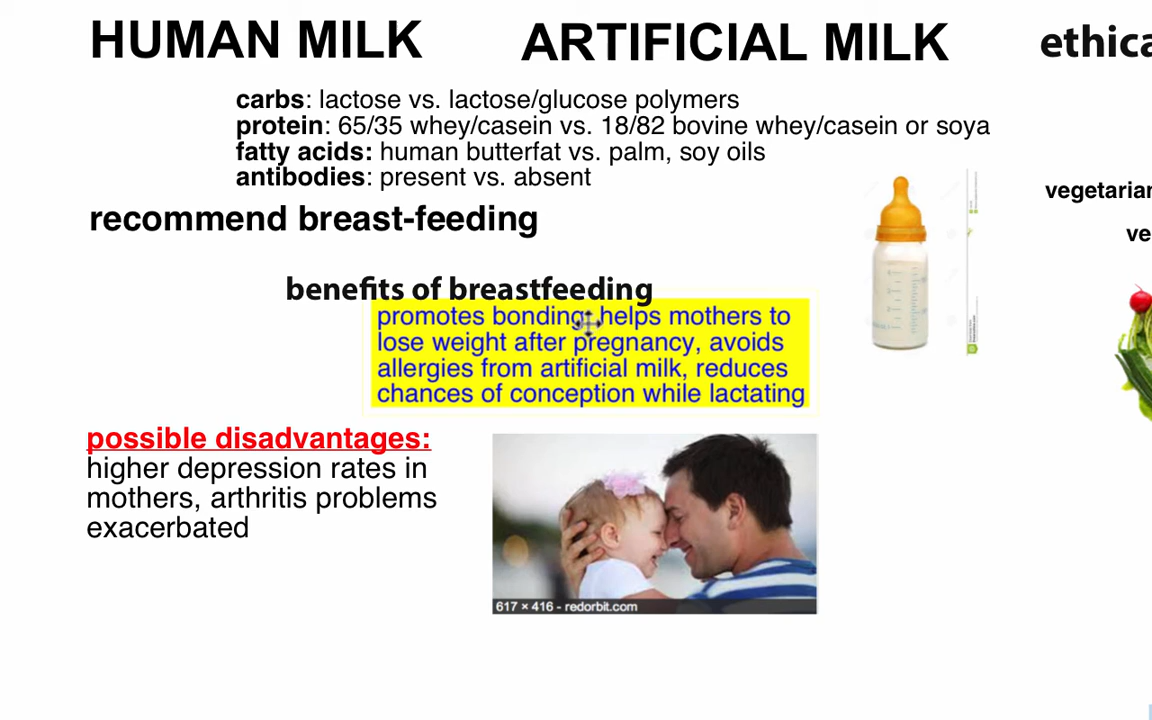 HUMAN MILK
ARTIFICIAL MILK
ethica
carbs: lactose vs. lactose/glucose polymers
protein: 65/35 whey/casein vs. 18/82 bovine whey/casein or soya
fatty acids: human butterfat vs. palm, soy oils
antibodies: present vs. absent
vegetarian
recommend breast-feeding
ve
benefits of breastfeeding
promotes bonding, helps mothers to
lose weight after pregnancy, avoids
allergies from artificial milk, reduces
chances of conception while lactating
possible disadvantages:
higher depression rates in
mothers, arthritis problems
exacerbated
617 × 416 - redorbit.com